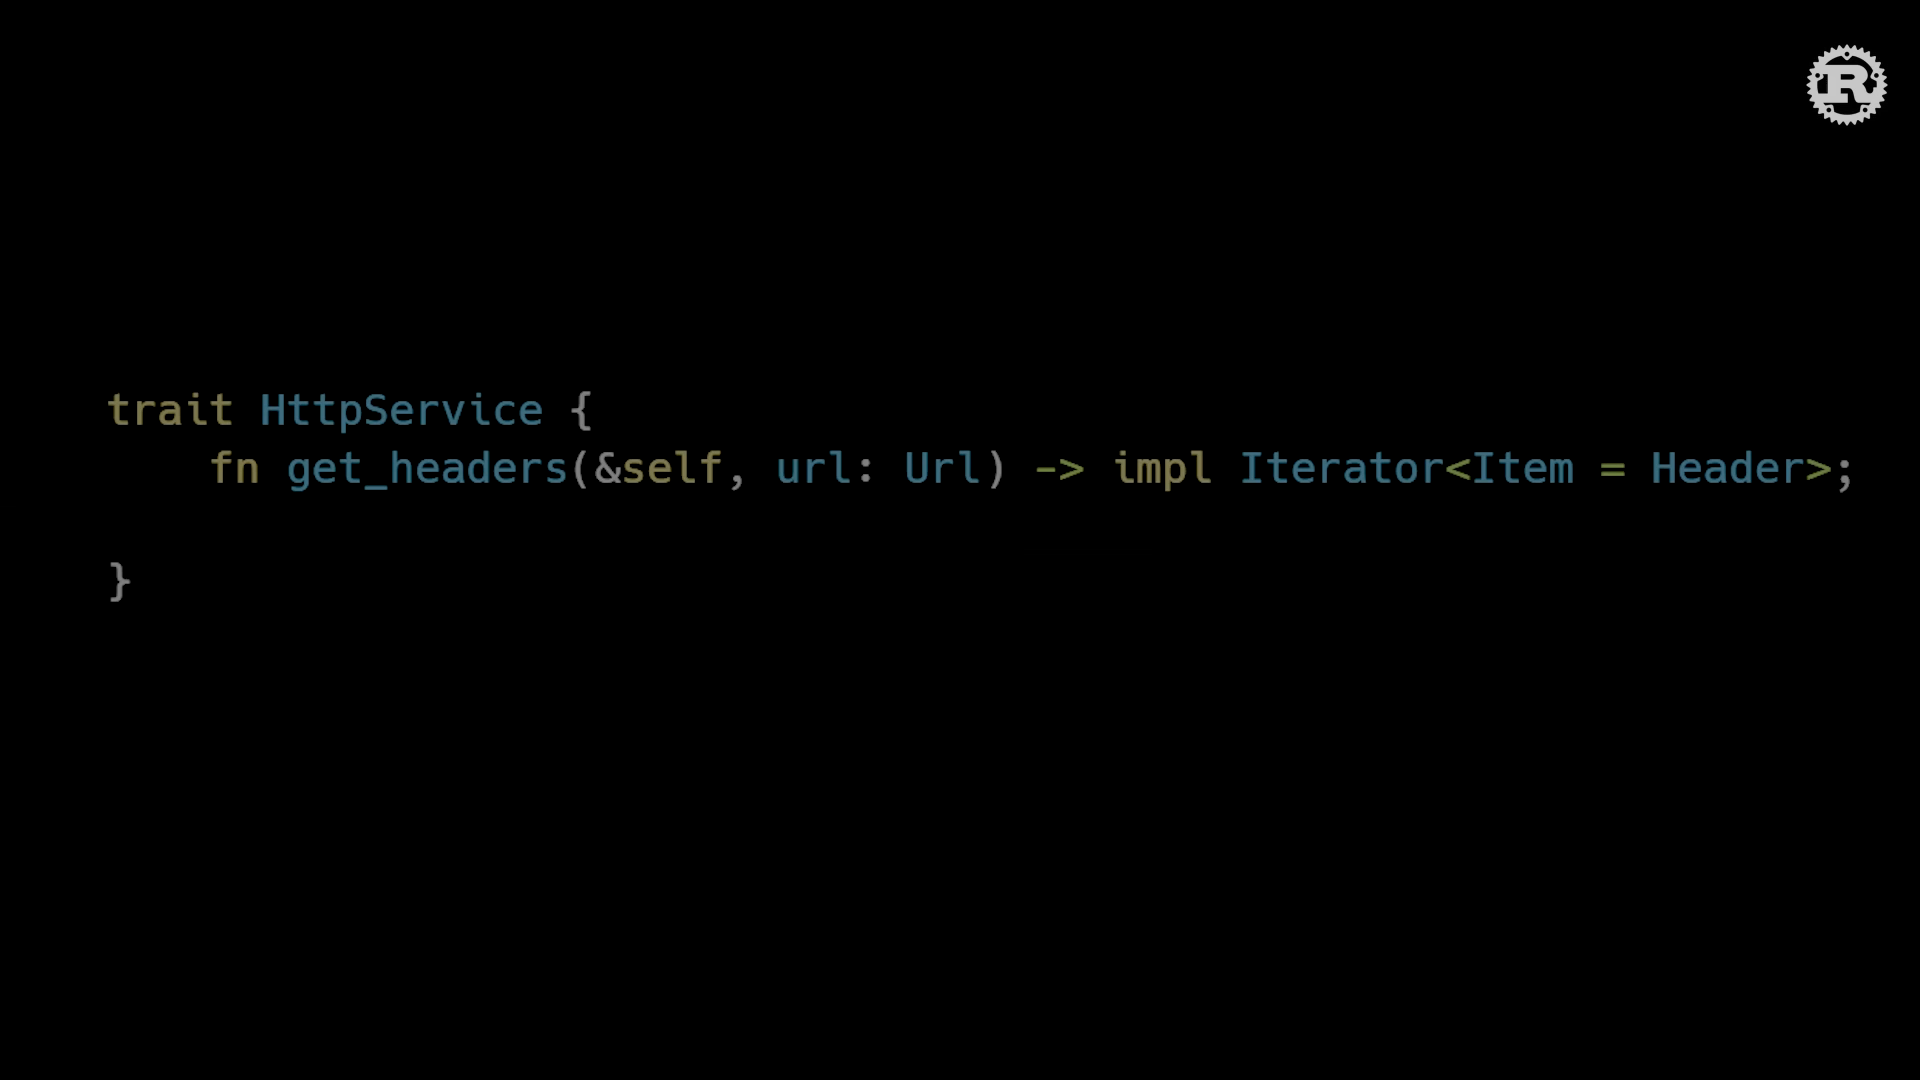 R
trait HttpService {
    fn get_headers(&self, url: Url) -> impl Iterator<Item = Header>;
}